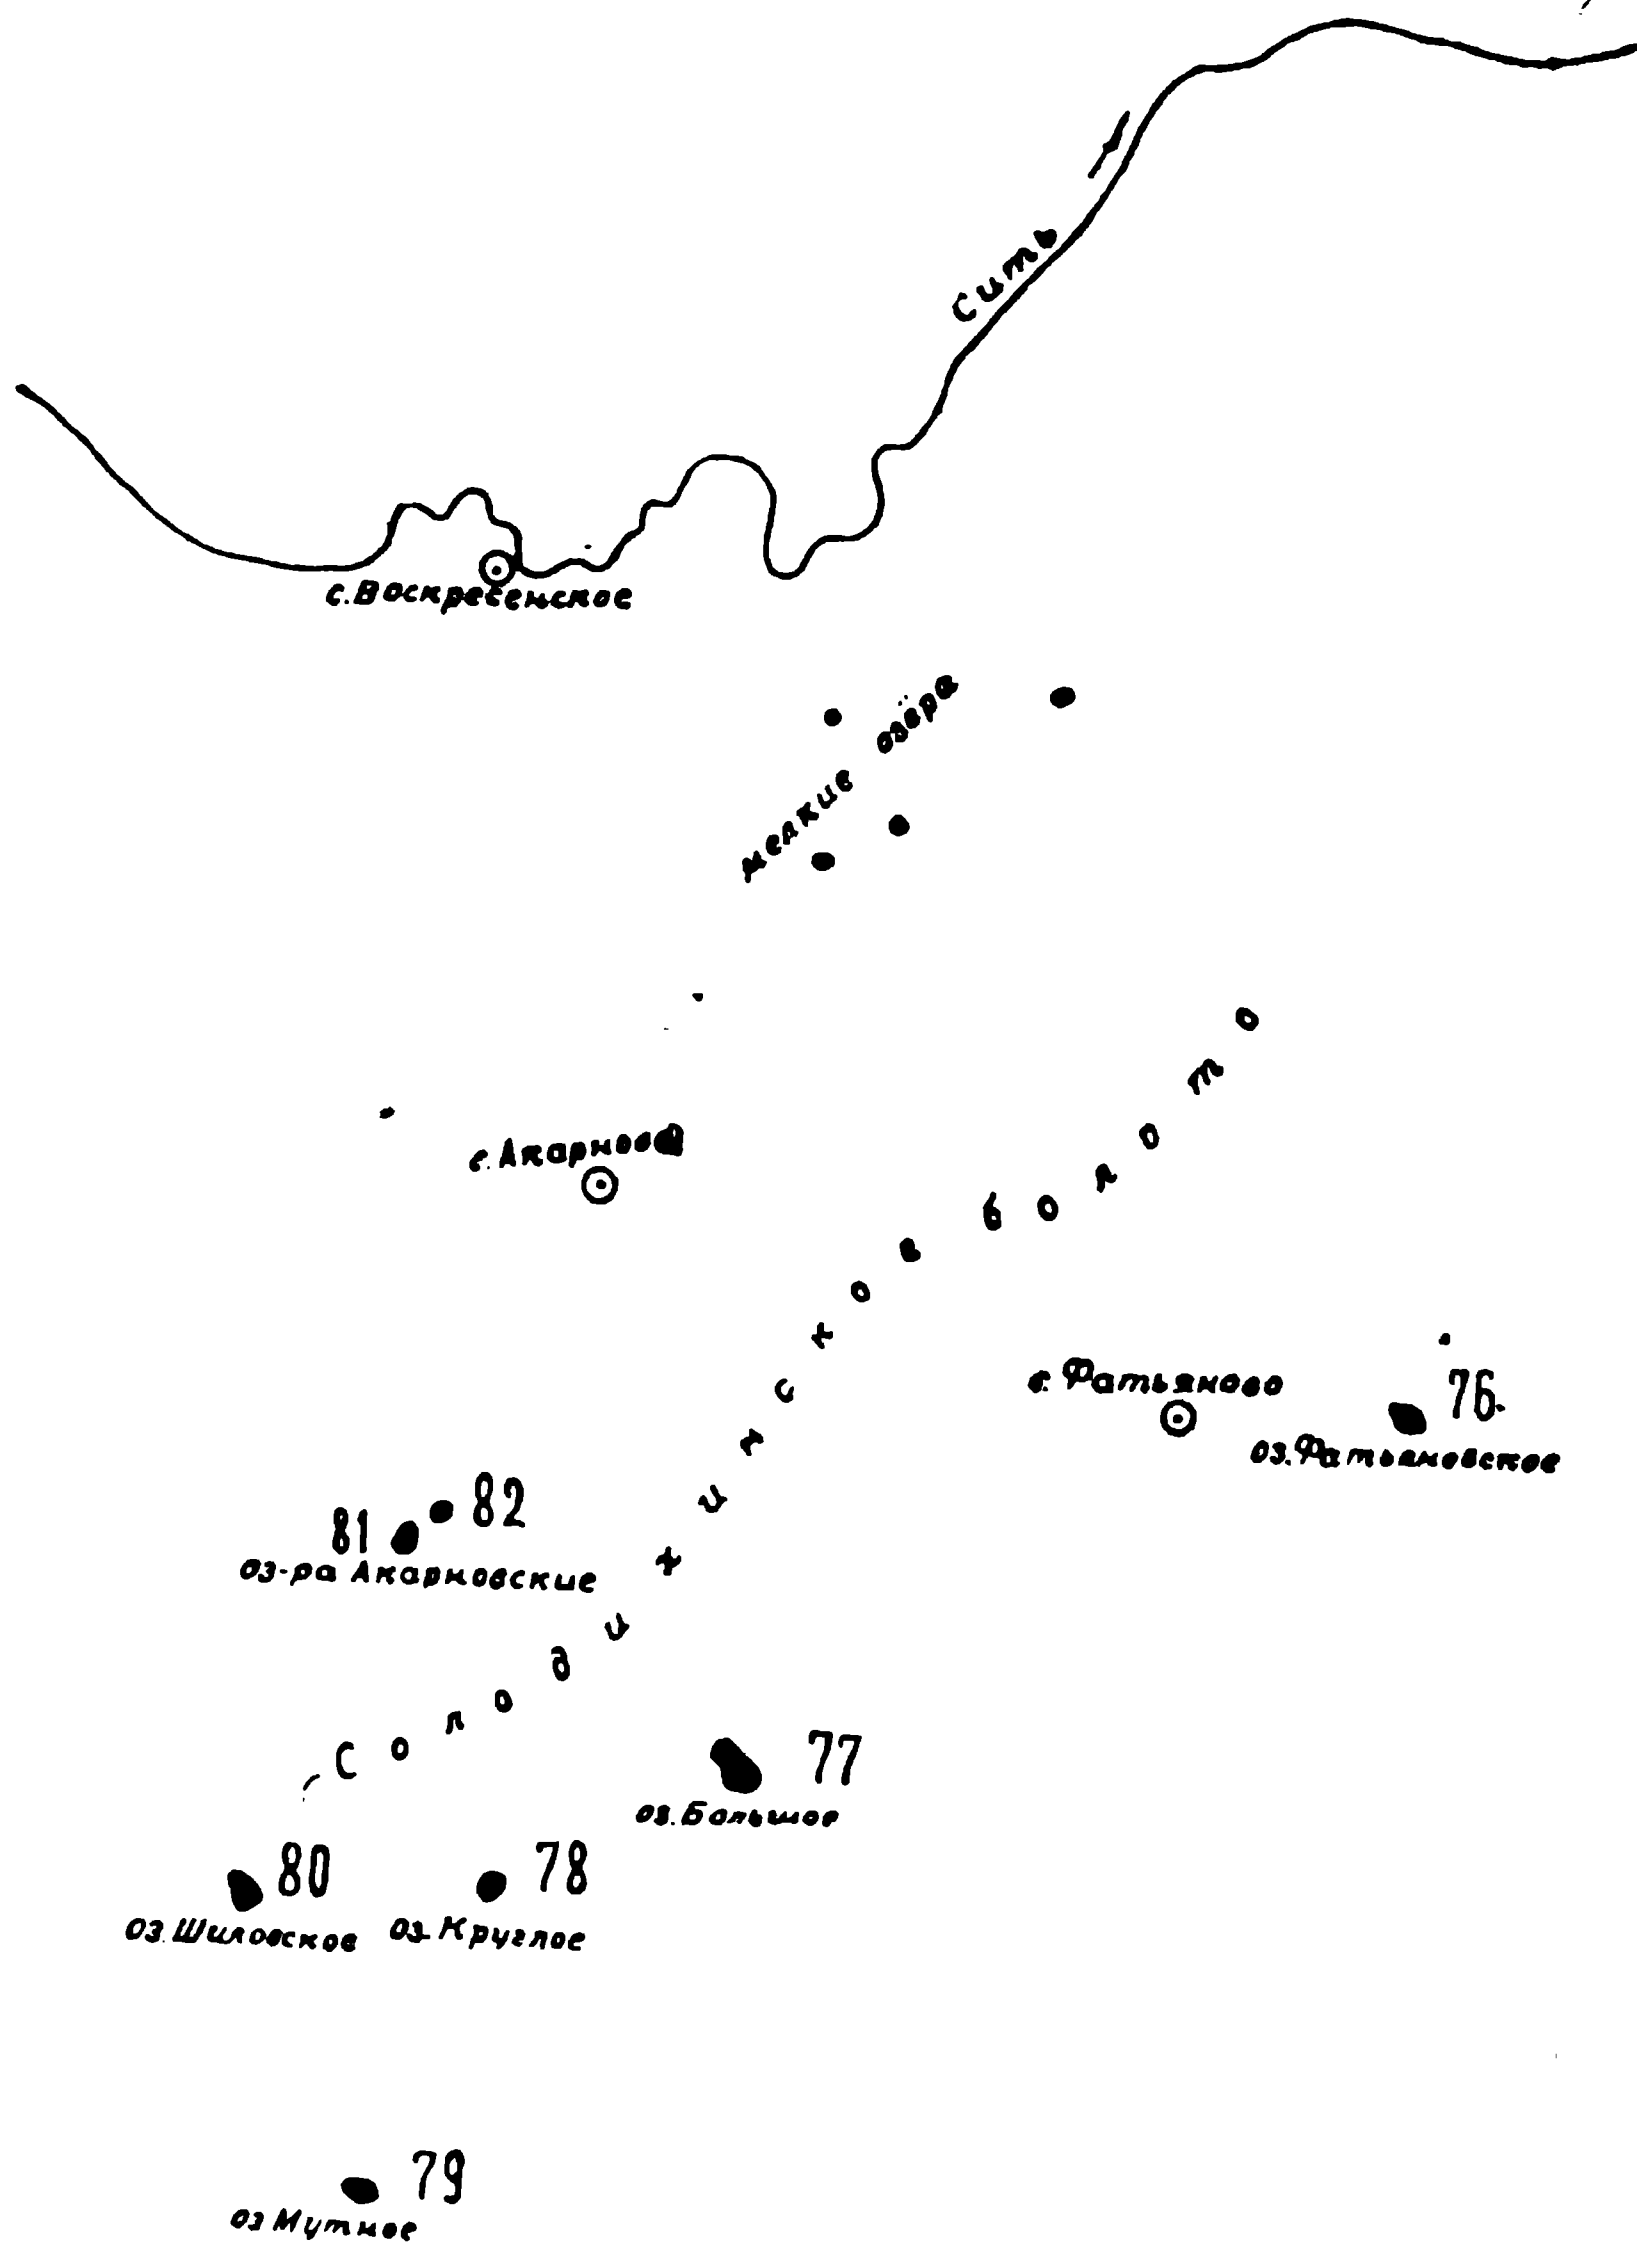 Сить
с. Воскресенское
мелкие озёра
с. Акарново
Солодихинское болото
с. Фатьяново
76.
оз. Фатьяновское
82
81
оз-ра Акарновские
77
оз. Большое
80
78
оз. Шиловское
оз. Круглое
79
оз Мутное